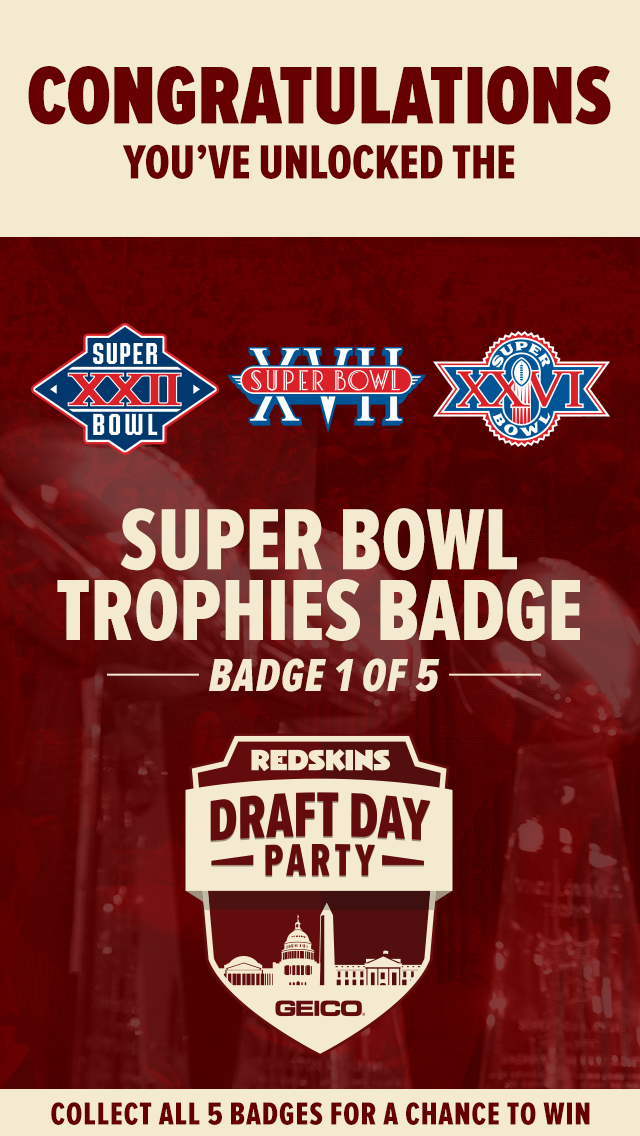 CONGRATULATIONS
YOU'VE UNLOCKED THE
SUPER
XXII
BOWL
XVII
SUPER BOWL
SUPER
XXVI
BOWL
SUPER BOWL
TROPHIES BADGE
BADGE 1 OF 5
REDSKINS
DRAFT DAY
PARTY
GEICO
COLLECT ALL 5 BADGES FOR A CHANCE TO WIN